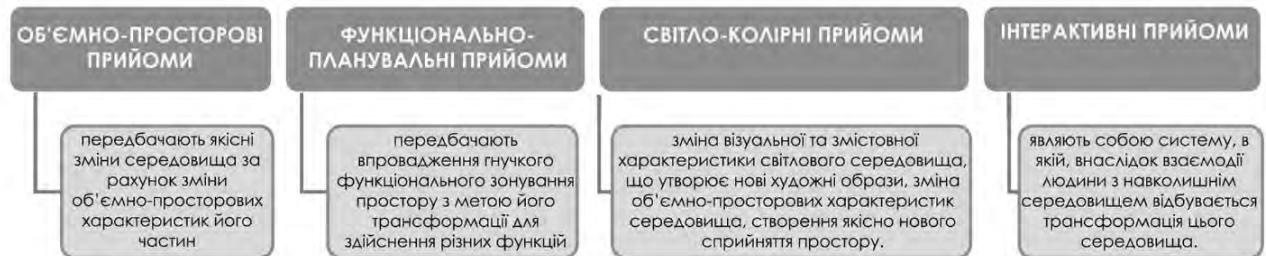 ОБ'ЄМНО-ПРОСТОРОВІ
ПРИЙОМИ
передбачають якісні
зміни середовища за
рахунок зміни
об'ємно-просторових
характеристик його
частин
ФУНКЦІОНАЛЬНО-
ПЛАНУВАЛЬНІ ПРИЙОМИ
передбачають
впровадження гнучкого
функціонального зонування
простору з метою його
трансформації для
здійснення різних функцій
СВІТЛО-КОЛІРНІ ПРИЙОМИ
зміна візуальної та змістовної
характеристики світлового середовища,
що утворює нові художні образи, зміна
об'ємно-просторових характеристик
середовища, створення якісно нового
сприйняття простору.
ІНТЕРАКТИВНІ ПРИЙОМИ
являють собою систему, в
якій, внаслідок взаємодії
людини з навколишнім
середовищем відбувається
трансформація цього
середовища.